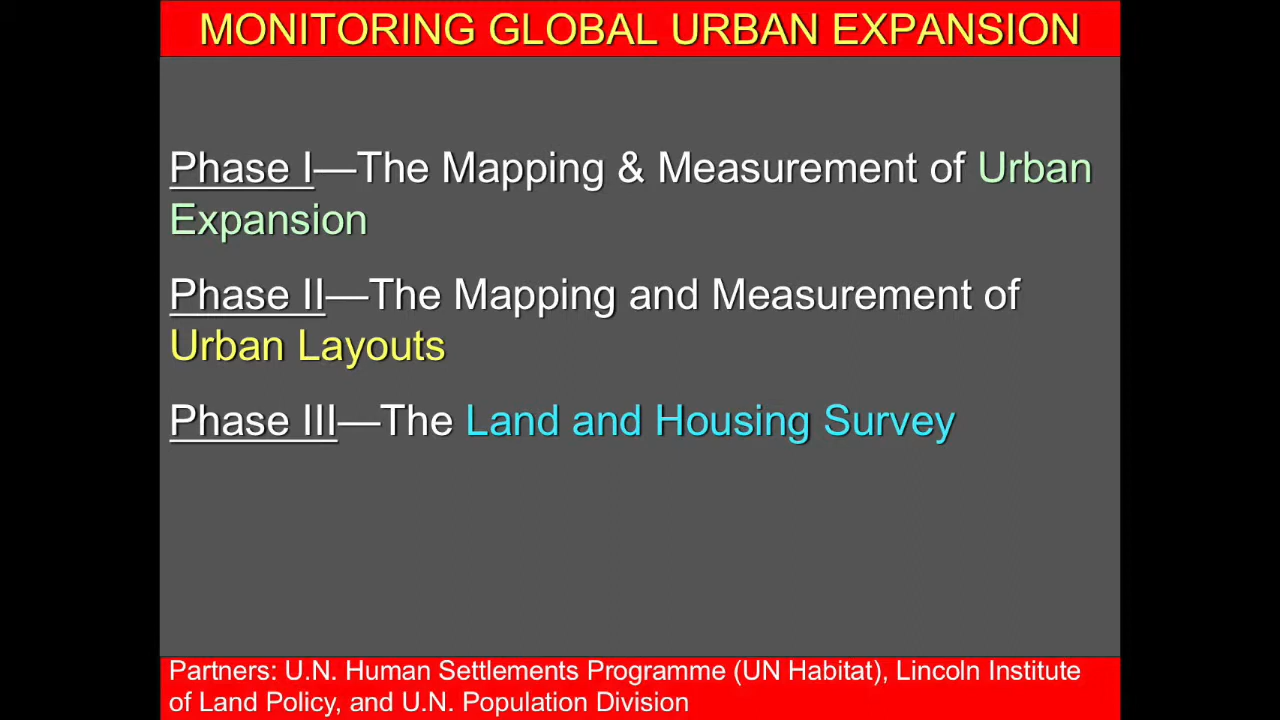 MONITORING GLOBAL URBAN EXPANSION
Phase I—The Mapping & Measurement of Urban
Expansion
Phase II—The Mapping and Measurement of
Urban Layouts
Phase III—The Land and Housing Survey
Partners: U.N. Human Settlements Programme (UN Habitat), Lincoln Institute
of Land Policy, and U.N. Population Division